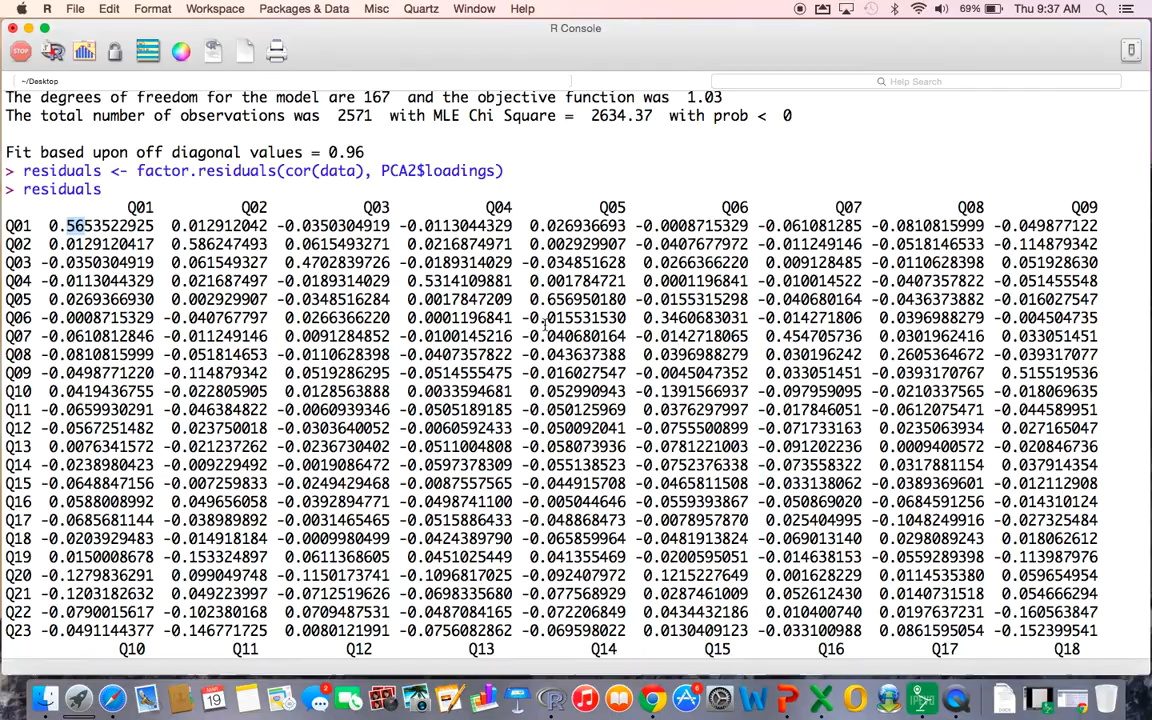 R File Edit Format Workspace Packages & Data Misc Quartz Window Help 69% Thu 9:37 AM
R Console
STOP
~/Desktop Help Search
The degrees of freedom for the model are 167 and the objective function was 1.03
The total number of observations was 2571 with MLE Chi Square = 2634.37 with prob < 0
Fit based upon off diagonal values = 0.96
> residuals <- factor.residuals(cor(data), PCA2$loadings)
> residuals
Q01 Q02 Q03 Q04 Q05 Q06 Q07 Q08 Q09
Q01 0.5653522925 0.012912042 -0.0350304919 -0.0113044329 0.026936693 -0.0008715329 -0.061081285 -0.0810815999 -0.049877122
Q02 0.0129120417 0.586247493 0.0615493271 0.0216874971 0.002929907 -0.0407677972 -0.011249146 -0.0518146533 -0.114879342
Q03 -0.0350304919 0.061549327 0.4702839726 -0.0189314029 -0.034851628 0.0266366220 0.009128485 -0.0110628398 0.051928630
Q04 -0.0113044329 0.021687497 -0.0189314029 0.5314109881 0.001784721 0.0001196841 -0.010014522 -0.0407357822 -0.051455548
Q05 0.0269366930 0.002929907 -0.0348516284 0.0017847209 0.656950180 -0.0155315298 -0.040680164 -0.0436373882 -0.016027547
Q06 -0.0008715329 -0.040767797 0.0266366220 0.0001196841 -0.015531530 0.3460683031 -0.014271806 0.0396988279 -0.004504735
Q07 -0.0610812846 -0.011249146 0.0091284852 -0.0100145216 -0.040680164 -0.0142718065 0.454705736 0.0301962416 0.033051451
Q08 -0.0810815999 -0.051814653 -0.0110628398 -0.0407357822 -0.043637388 0.0396988279 0.030196242 0.2605364672 -0.039317077
Q09 -0.0498771220 -0.114879342 0.0519286295 -0.0514555475 -0.016027547 -0.0045047352 0.033051451 -0.0393170767 0.515519536
Q10 0.0419436755 -0.022805905 0.0128563888 0.0033594681 0.052990943 -0.1391566937 -0.097959095 -0.0210337565 -0.018069635
Q11 -0.0659930291 -0.046384822 -0.0060939346 -0.0505189185 -0.050125969 0.0376297997 -0.017846051 -0.0612075471 -0.044589951
Q12 -0.0567251482 0.023750018 -0.0303640052 -0.0060592433 -0.050092041 -0.0755500899 -0.071733163 0.0235063934 0.027165047
Q13 0.0076341572 -0.021237262 -0.0236730402 -0.0511004808 -0.058073936 -0.0781221003 -0.091202236 0.0009400572 -0.020846736
Q14 -0.0238980423 -0.009229492 -0.0019086472 -0.0597378309 -0.055138523 -0.0752376338 -0.073558322 0.0317881154 0.037914354
Q15 -0.0648847156 -0.007259833 -0.0249429468 -0.0087557565 -0.044915708 -0.0465811508 -0.033138062 -0.0389369601 -0.012112908
Q16 0.0588008992 0.049656058 -0.0392894771 -0.0498741100 -0.005044646 -0.0559393867 -0.050869020 -0.0684591256 -0.014310124
Q17 -0.0685681144 -0.038989892 -0.0031465465 -0.0515886433 -0.048868473 -0.0078957870 0.025404995 -0.1048249916 -0.027325484
Q18 -0.0203929483 -0.014918184 -0.0009980499 -0.0424389790 -0.065859964 -0.0481913824 -0.069013140 0.0298089243 0.018062612
Q19 0.0150008678 -0.153324897 0.0611368605 0.0451025449 0.041355469 -0.0200595051 -0.014638153 -0.0559289398 -0.113987976
Q20 -0.1279836291 0.099049748 -0.1150173741 -0.1096817025 -0.092407972 0.1215227649 0.001628229 0.0114535380 0.059654954
Q21 -0.1203182632 0.049223997 -0.0712519626 -0.0698335680 -0.077568929 0.0287461009 0.052612430 0.0140731518 0.054666294
Q22 -0.0790015617 -0.102380168 0.0709487531 -0.0487084165 -0.072206849 0.0434432186 0.010400740 0.0197637231 -0.160563847
Q23 -0.0491144377 -0.146771725 0.0080121991 -0.0756082862 -0.069598022 0.0130409123 -0.033100988 0.0861595054 -0.152399541
Q10 Q11 Q12 Q13 Q14 Q15 Q16 Q17 Q18